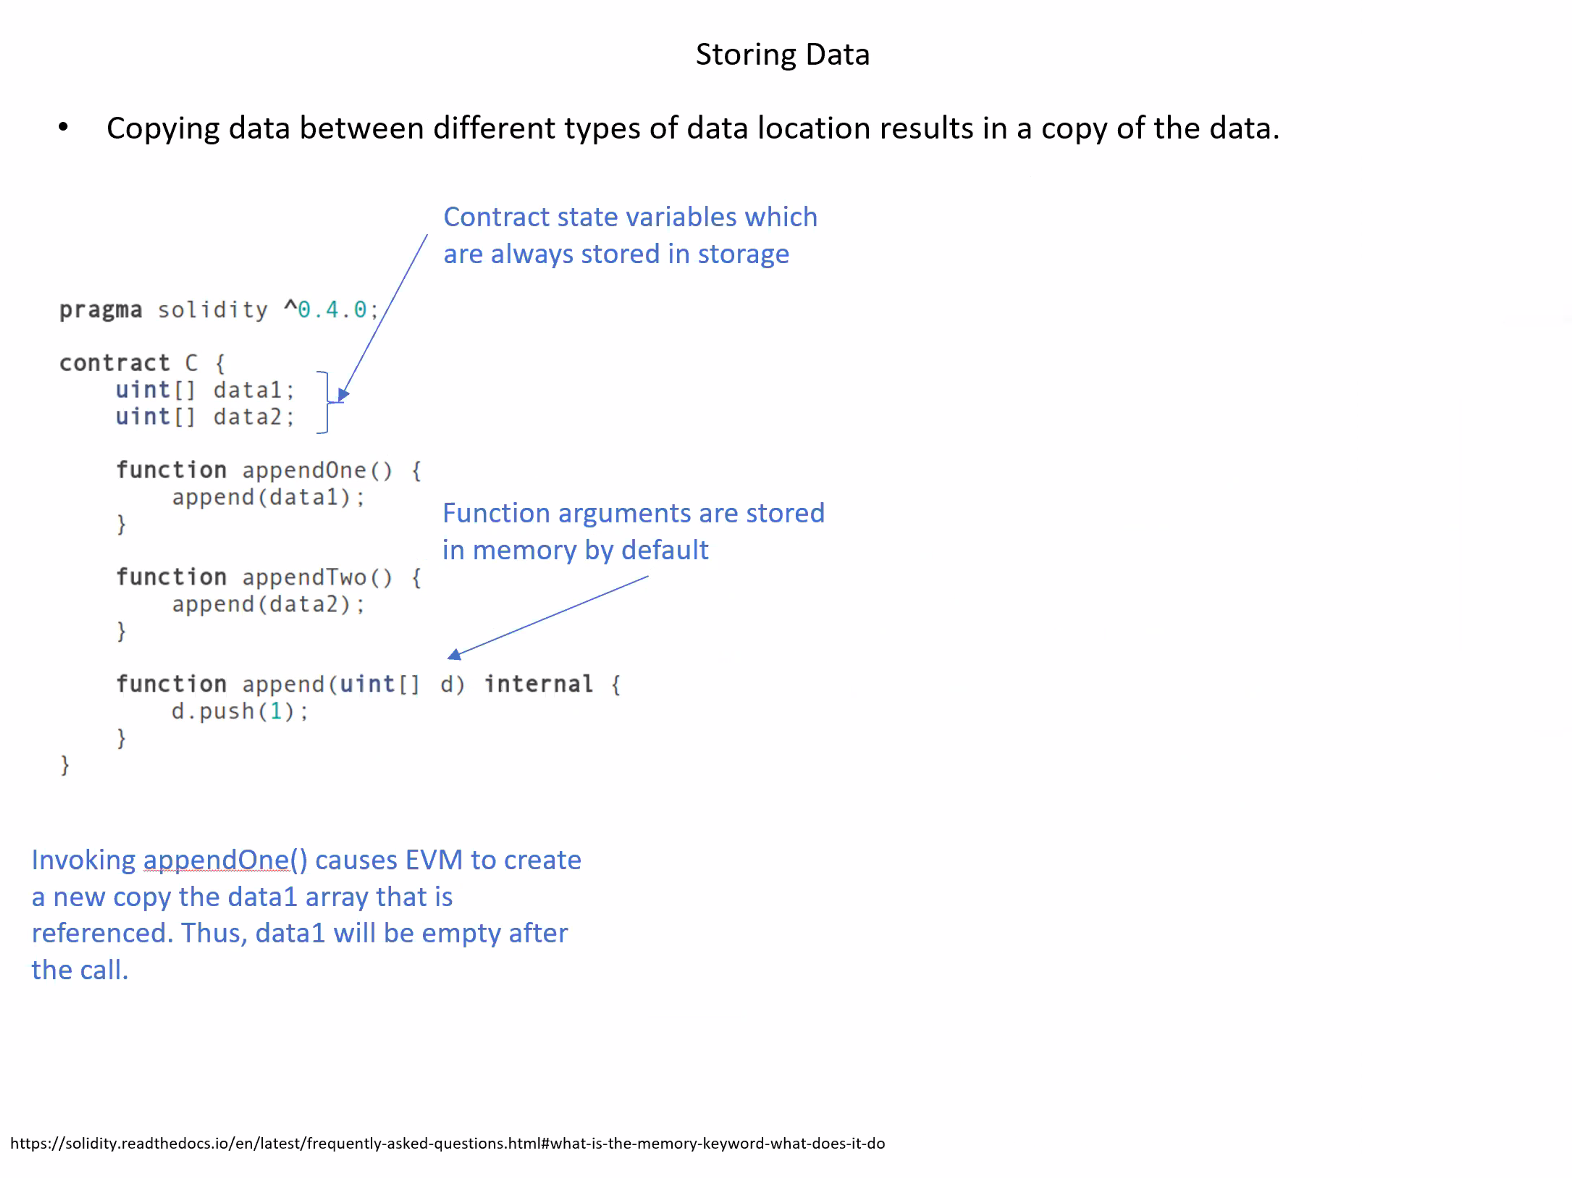 Storing Data
• Copying data between different types of data location results in a copy of the data.
Contract state variables which
are always stored in storage
pragma solidity ^0.4.0;
contract C {
    uint[] data1;
    uint[] data2;
    function appendOne() {
        append(data1);
    }
Function arguments are stored
in memory by default
    function appendTwo() {
        append(data2);
    }
    function append(uint[] d) internal {
        d.push(1);
    }
}
Invoking appendOne() causes EVM to create
a new copy the data1 array that is
referenced. Thus, data1 will be empty after
the call.
https://solidity.readthedocs.io/en/latest/frequently-asked-questions.html#what-is-the-memory-keyword-what-does-it-do